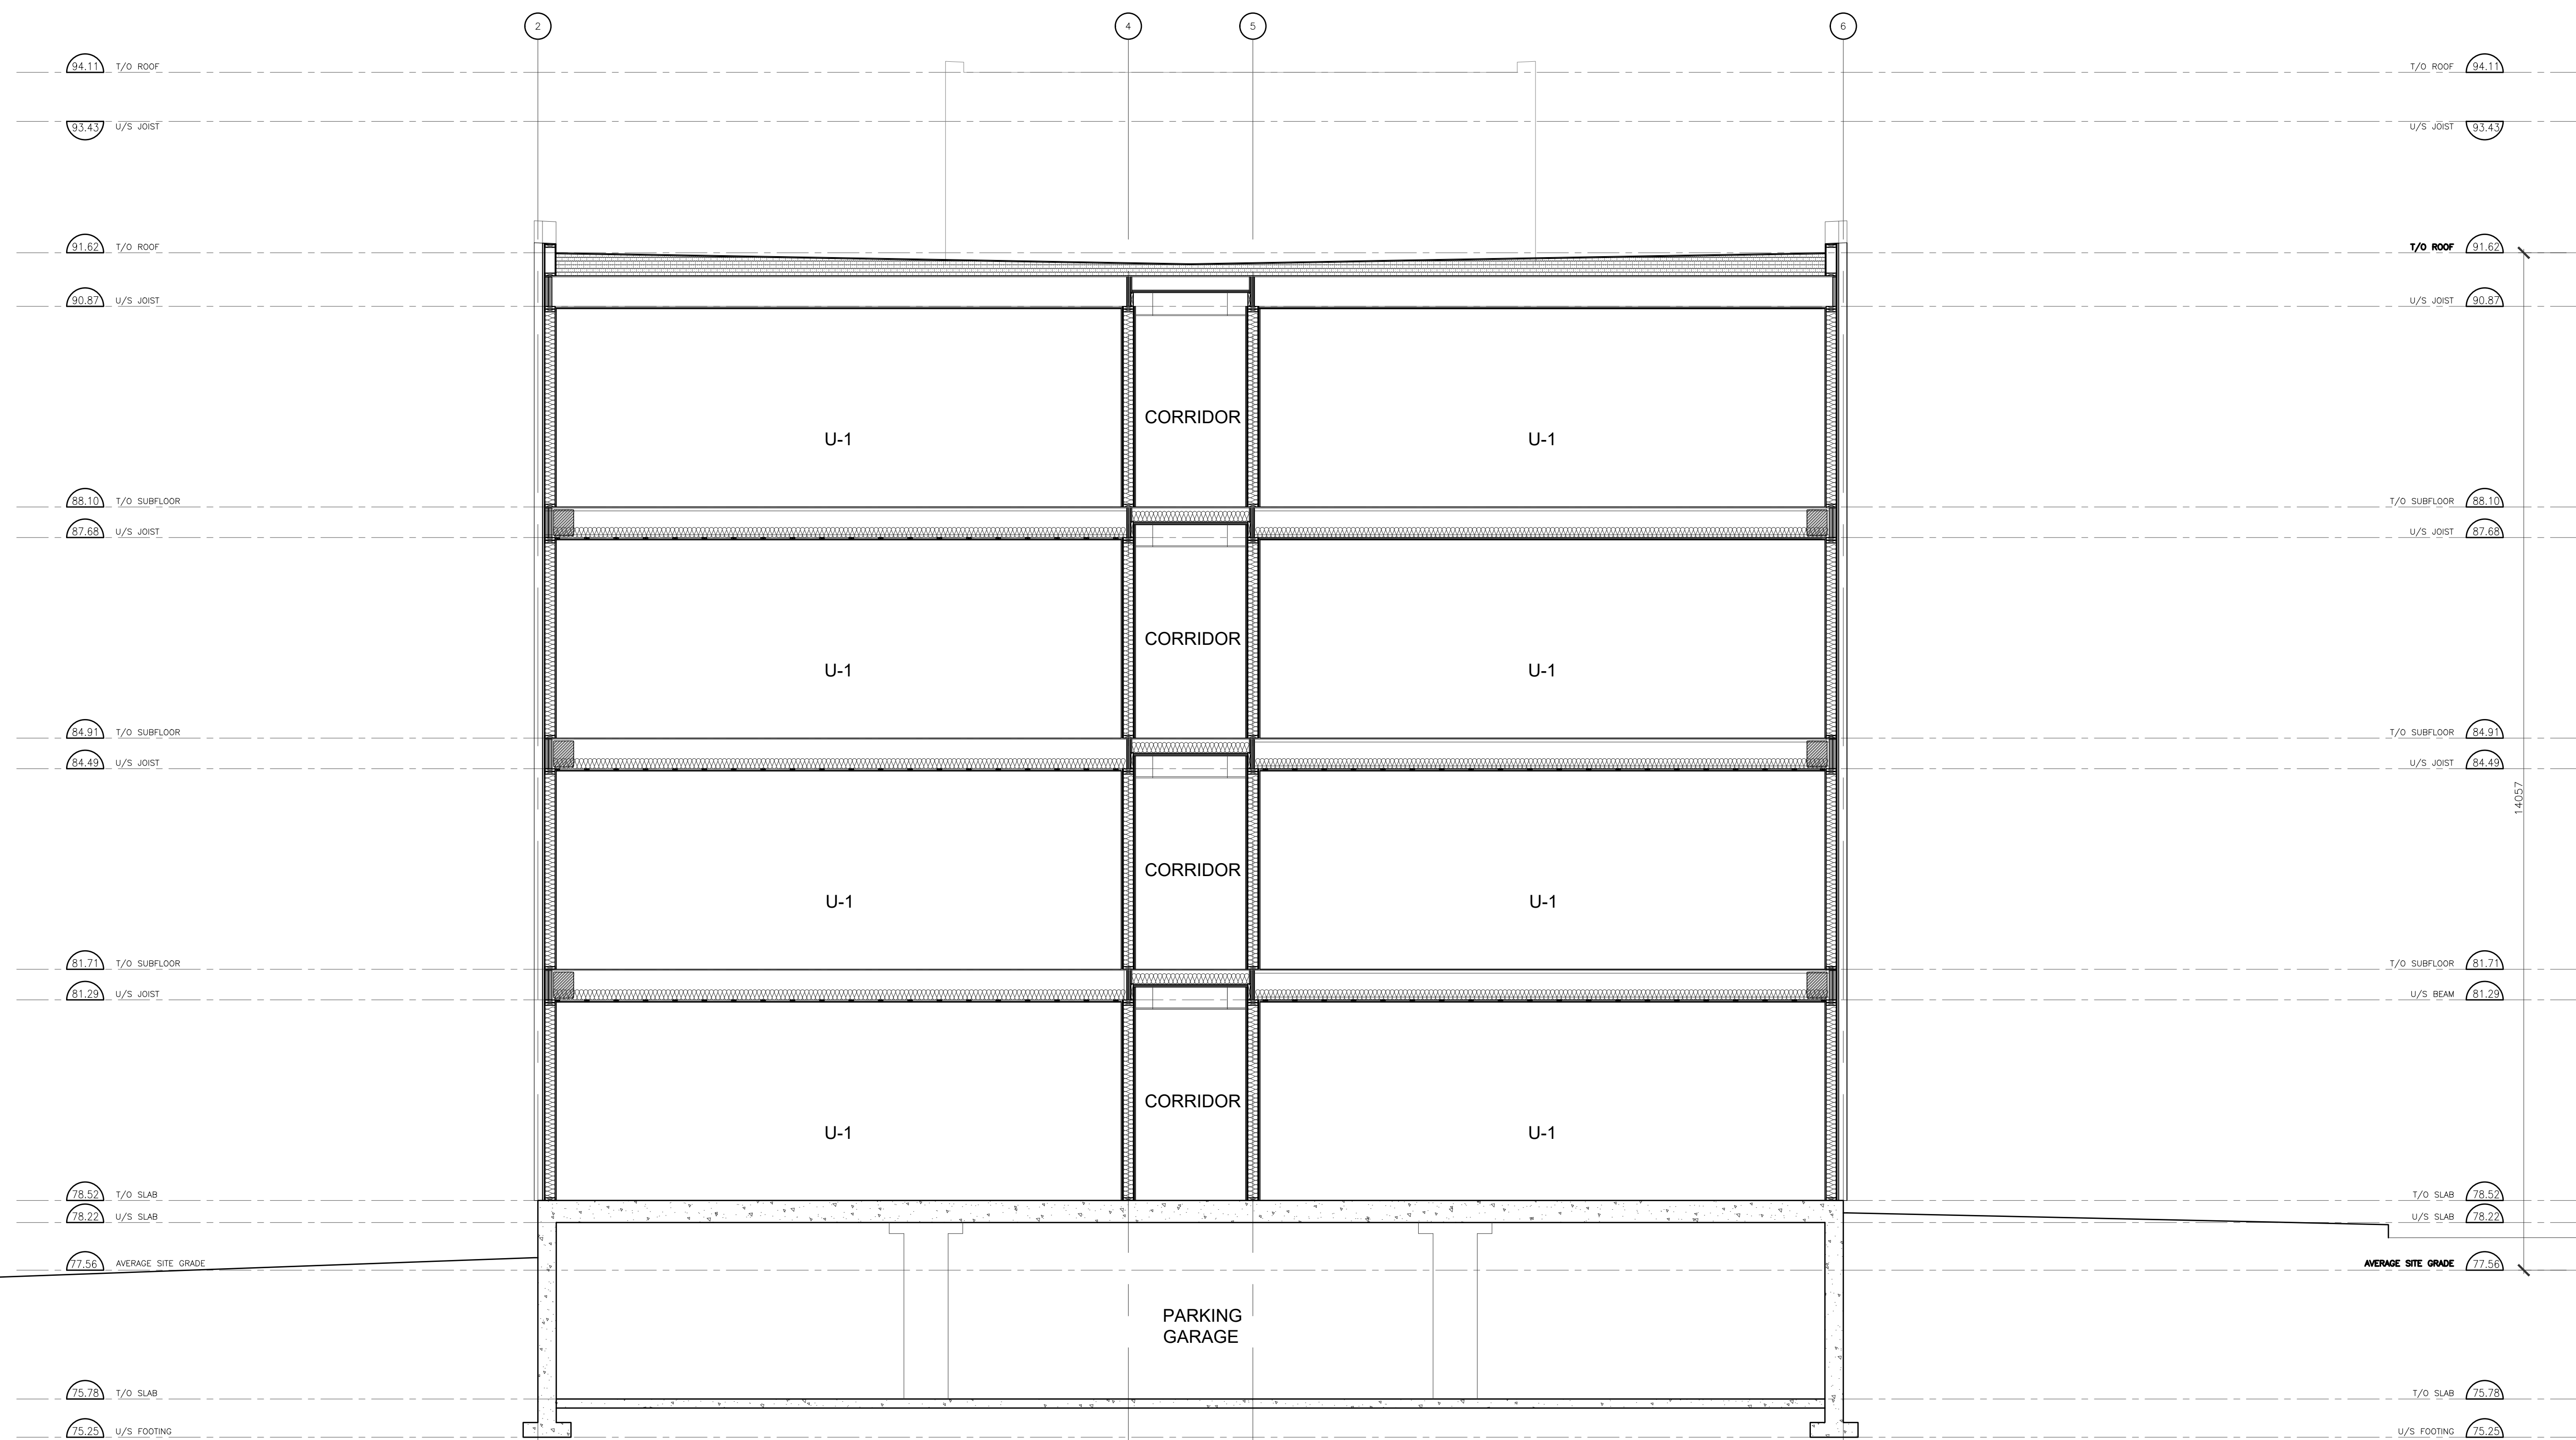 2 4 5 6
94.11 T/O ROOF T/O ROOF 94.11
93.43 U/S JOIST U/S JOIST 93.43
91.62 T/O ROOF T/O ROOF 91.62
90.87 U/S JOIST U/S JOIST 90.87
CORRIDOR
U-1 U-1
88.10 T/O SUBFLOOR T/O SUBFLOOR 88.10
87.68 U/S JOIST U/S JOIST 87.68
CORRIDOR
U-1 U-1
84.91 T/O SUBFLOOR T/O SUBFLOOR 84.91
84.49 U/S JOIST U/S JOIST 84.49
14057
CORRIDOR
U-1 U-1
81.71 T/O SUBFLOOR T/O SUBFLOOR 81.71
81.29 U/S JOIST U/S BEAM 81.29
CORRIDOR
U-1 U-1
78.52 T/O SLAB T/O SLAB 78.52
78.22 U/S SLAB U/S SLAB 78.22
77.56 AVERAGE SITE GRADE AVERAGE SITE GRADE 77.56
PARKING
GARAGE
75.78 T/O SLAB T/O SLAB 75.78
75.25 U/S FOOTING U/S FOOTING 75.25